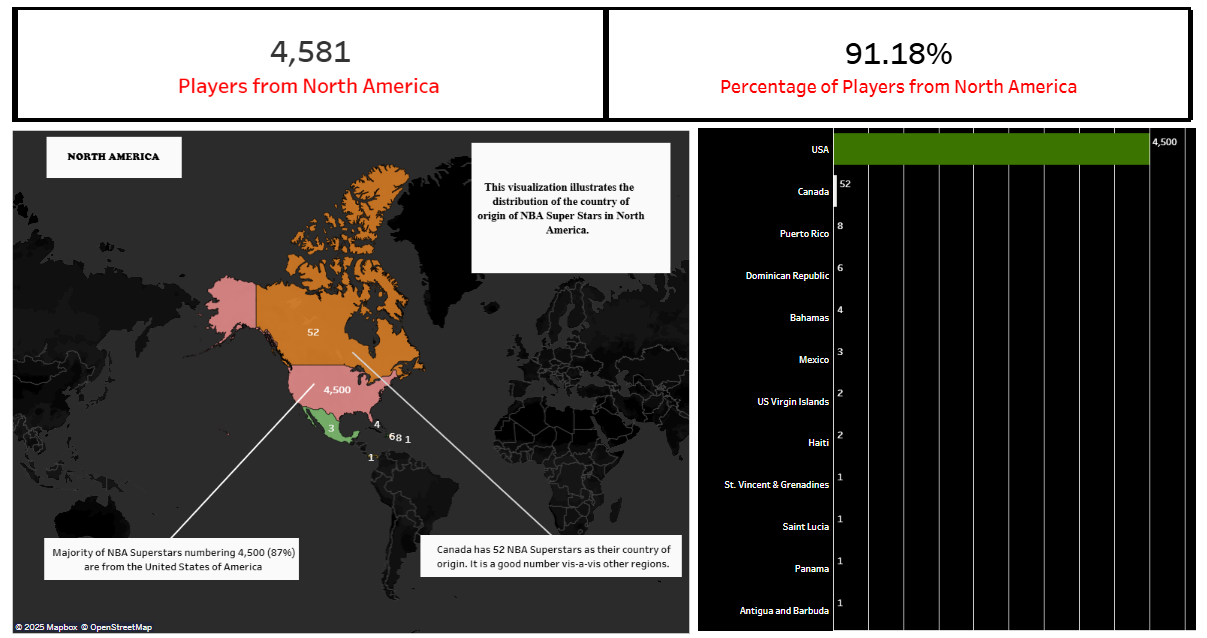 4,581
Players from North America
91.18%
Percentage of Players from North America
NORTH AMERICA
This visualization illustrates the
distribution of the country of
origin of NBA Super Stars in North
America.
52
4,500
3
4
6 8 1
1
Majority of NBA Superstars numbering 4,500 (87%)
are from the United States of America
Canada has 52 NBA Superstars as their country of
origin. It is a good number vis-a-vis other regions.
© 2025 Mapbox © OpenStreetMap
USA 4,500
Canada 52
Puerto Rico 8
Dominican Republic 6
Bahamas 4
Mexico 3
US Virgin Islands 2
Haiti 2
St. Vincent & Grenadines 1
Saint Lucia 1
Panama 1
Antigua and Barbuda 1